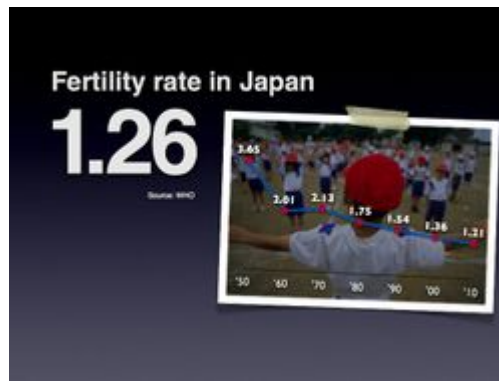 Fertility rate in Japan
1.26
Source: WHO
3.65
2.01 2.13 1.75 1.54 1.36 1.21
'50 '60 '70 '80 '90 '00 '10